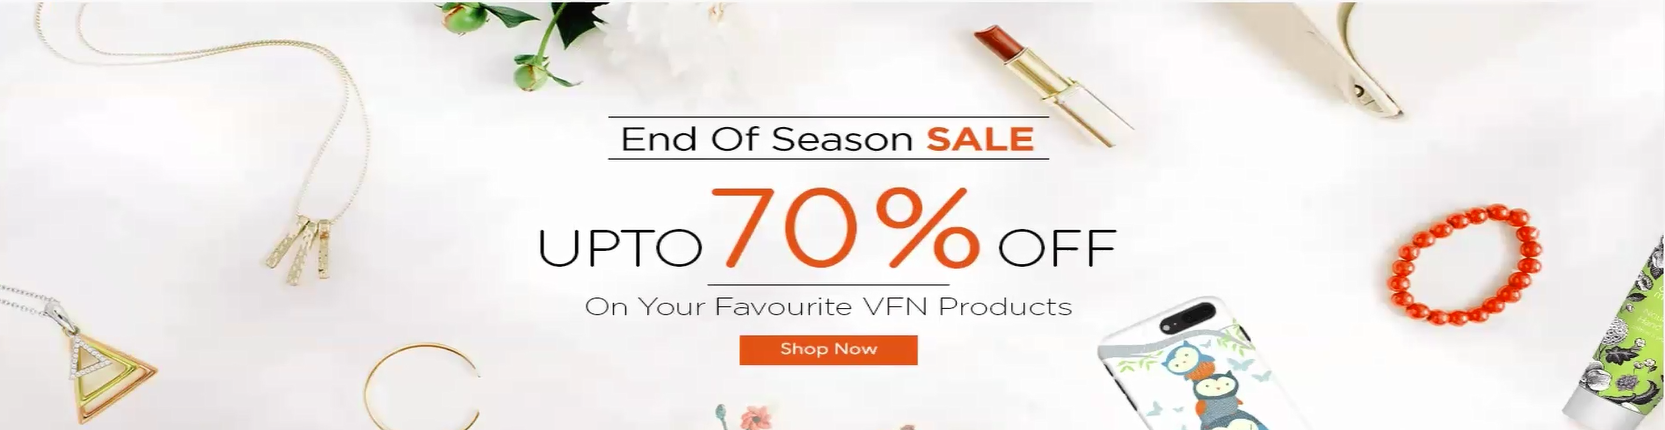 End Of Season SALE
UPTO 70% OFF
On Your Favourite VFN Products
Shop Now